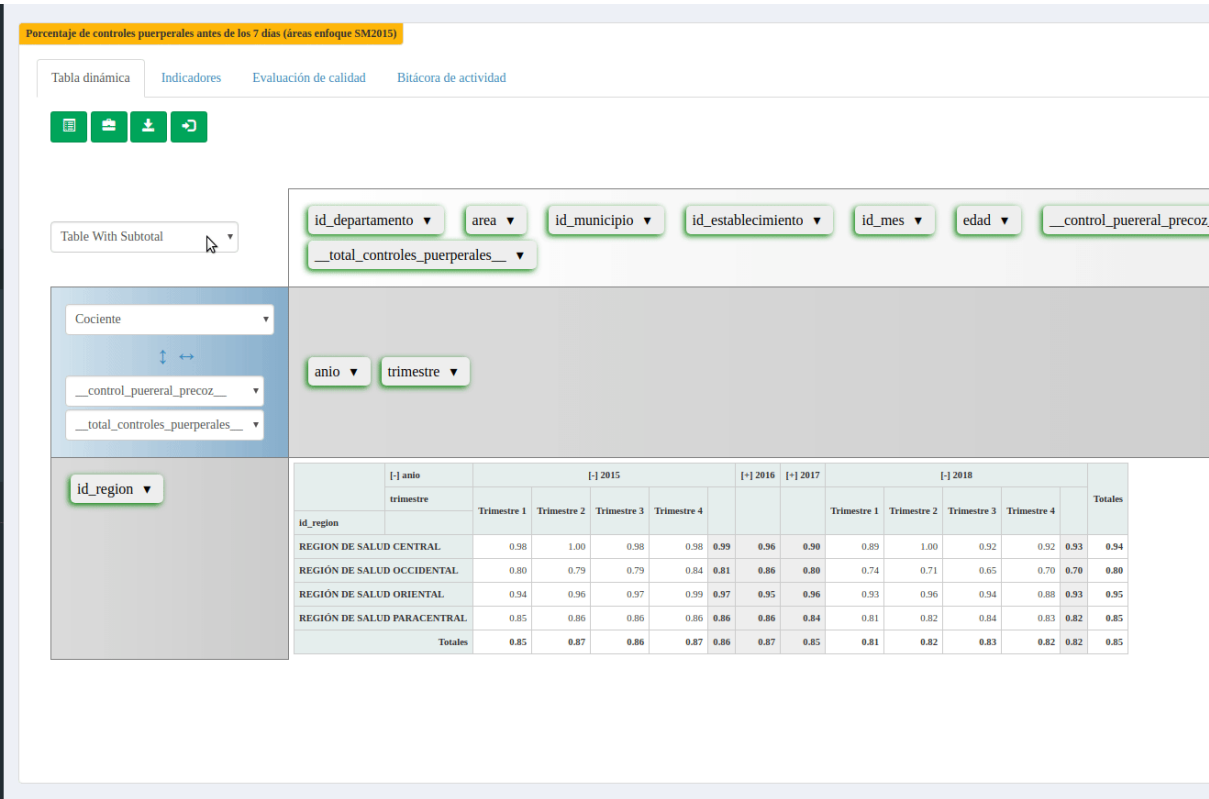 Porcentaje de controles puerperales antes de los 7 días (áreas enfoque SM2015)
Tabla dinámica Indicadores Evaluación de calidad Bitácora de actividad
Table With Subtotal
id_departamento ▼ area ▼ id_municipio ▼ id_establecimiento ▼ id_mes ▼ edad ▼ __control_puereral_precoz_
__total_controles_puerperales__ ▼
Cociente
↕ ↔
__control_puereral_precoz__
__total_controles_puerperales__
anio ▼ trimestre ▼
id_region ▼
[-] anio [-] 2015 [+] 2016 [+] 2017 [-] 2018 Totales
trimestre Trimestre 1 Trimestre 2 Trimestre 3 Trimestre 4 Trimestre 1 Trimestre 2 Trimestre 3 Trimestre 4
id_region
REGION DE SALUD CENTRAL 0.98 1.00 0.98 0.98 0.99 0.96 0.90 0.89 1.00 0.92 0.92 0.93 0.94
REGIÓN DE SALUD OCCIDENTAL 0.80 0.79 0.79 0.84 0.81 0.86 0.80 0.74 0.71 0.65 0.70 0.70 0.80
REGIÓN DE SALUD ORIENTAL 0.94 0.96 0.97 0.99 0.97 0.95 0.96 0.93 0.96 0.94 0.88 0.93 0.95
REGIÓN DE SALUD PARACENTRAL 0.85 0.86 0.86 0.86 0.86 0.86 0.84 0.81 0.82 0.84 0.83 0.82 0.85
Totales 0.85 0.87 0.86 0.87 0.86 0.87 0.85 0.81 0.82 0.83 0.82 0.82 0.85